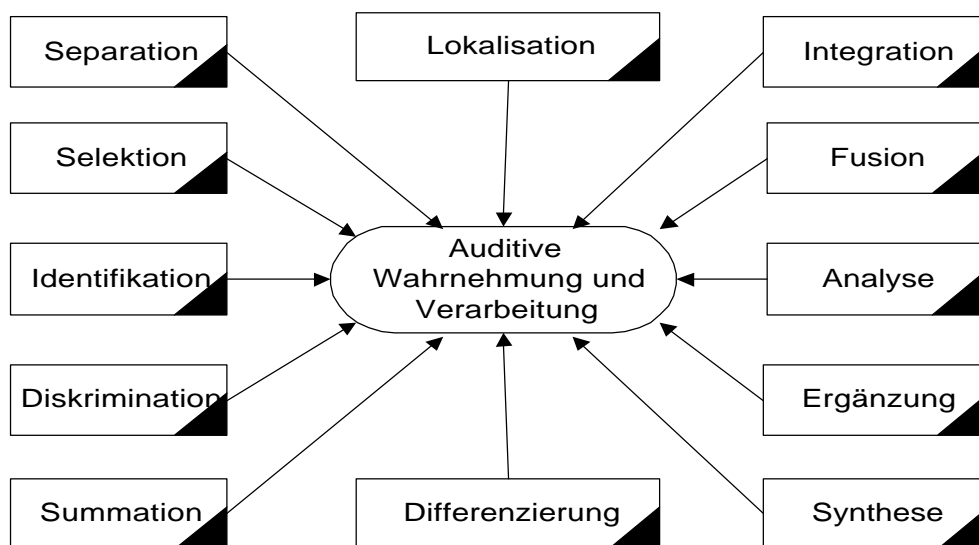 Separation
Lokalisation
Integration
Selektion
Fusion
Auditive
Wahrnehmung und
Verarbeitung
Identifikation
Analyse
Diskrimination
Ergänzung
Summation
Differenzierung
Synthese